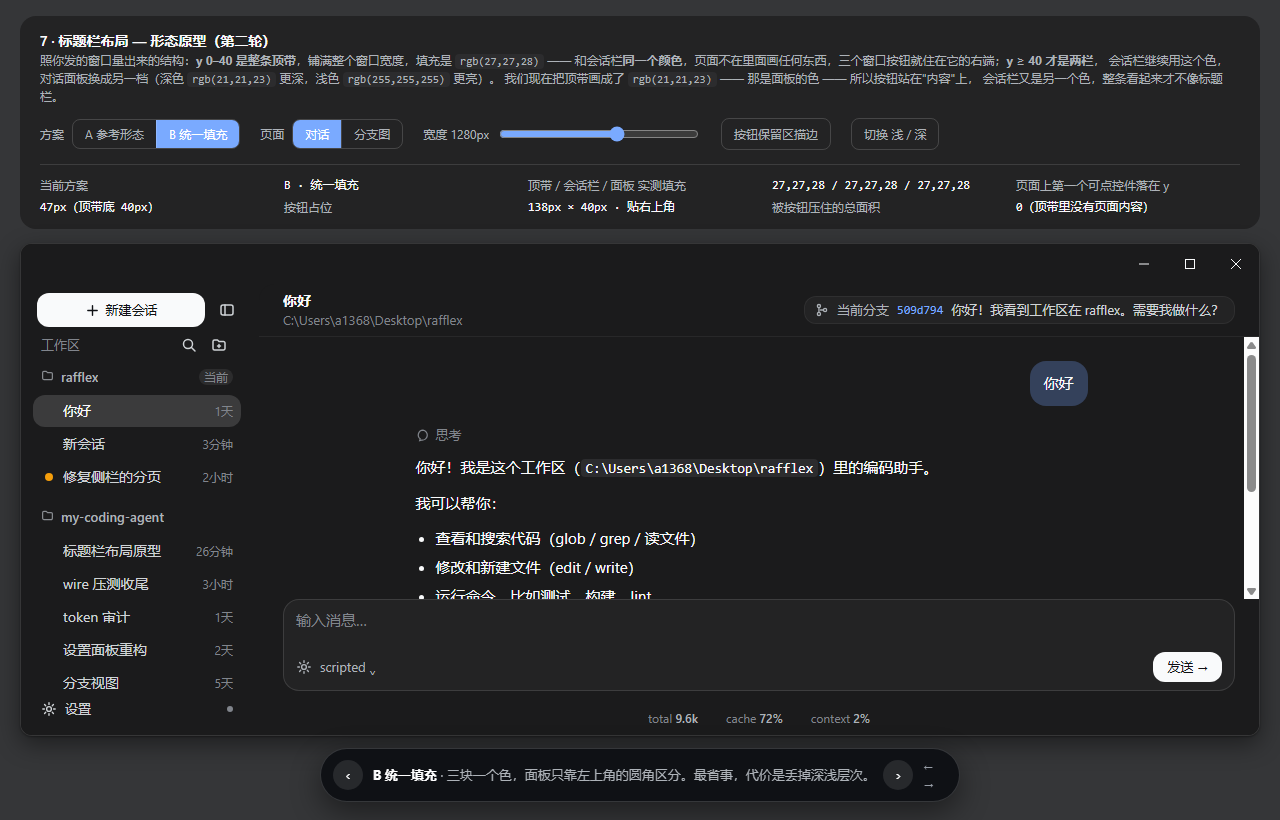 7 · 标题栏布局 — 形态原型（第二轮）
照你发的窗口量出来的结构：y 0–40 是整条顶带，铺满整个窗口宽度，填充是 rgb(27,27,28) —— 和会话栏同一个颜色，页面不在里面画任何东西，三个窗口按钮就住在它的右端；y ≥ 40 才是两栏， 会话栏继续用这个色，
对话面板换成另一档（深色 rgb(21,21,23) 更深，浅色 rgb(255,255,255) 更亮）。 我们现在把顶带画成了 rgb(21,21,23) —— 那是面板的色 —— 所以按钮站在"内容"上， 会话栏又是另一个色，整条看起来才不像标题
栏。
方案 A 参考形态 B 统一填充 页面 对话 分支图 宽度 1280px 按钮保留区描边 切换 浅 / 深
当前方案 B · 统一填充 顶带 / 会话栏 / 面板 实测填充 27,27,28 / 27,27,28 / 27,27,28 页面上第一个可点控件落在 y
47px (顶带底 40px) 按钮占位 138px × 40px · 贴右上角 被按钮压住的总面积 0 (顶带里没有页面内容)
+ 新建会话
你好
C:\Users\a1368\Desktop\rafflex
当前分支 509d794 你好！我看到工作区在 rafflex。需要我做什么？
工作区
rafflex 当前
你好 1天
新会话 3分钟
修复侧栏的分页 2小时
my-coding-agent
标题栏布局原型 26分钟
wire 压测收尾 3小时
token 审计 1天
设置面板重构 2天
分支视图 5天
设置
你好
思考
你好！我是这个工作区（C:\Users\a1368\Desktop\rafflex）里的编码助手。
我可以帮你：
• 查看和搜索代码（glob / grep / 读文件）
• 修改和新建文件（edit / write）
• 运行命令，比如测试、构建、lint
输入消息...
scripted ⌄
发送 →
total 9.6k cache 72% context 2%
‹ B 统一填充 · 三块一个色，面板只靠左上角的圆角区分。最省事，代价是丢掉深浅层次。 › ←
→